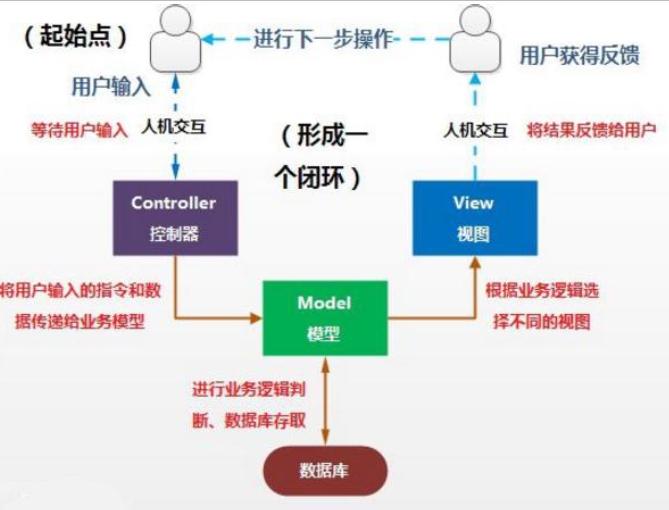 （起始点）
进行下一步操作
用户获得反馈
用户输入
等待用户输入
人机交互
（形成一
个闭环）
人机交互
将结果反馈给用户
Controller
控制器
View
视图
将用户输入的指令和数
据传递给业务模型
Model
模型
根据业务逻辑选
择不同的视图
进行业务逻辑判
断、数据库存取
数据库